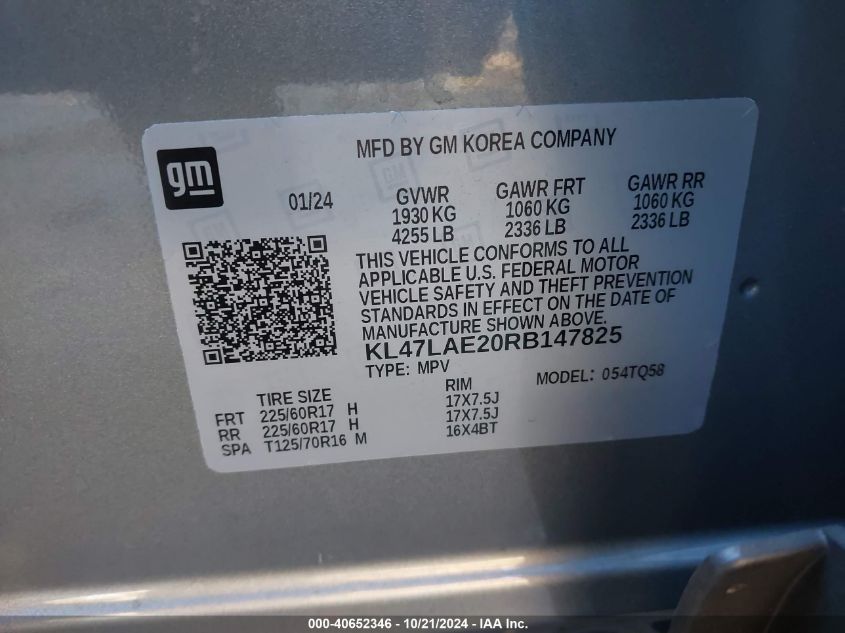 MFD BY GM KOREA COMPANY
gm
01/24
GVWR
1930 KG
4255 LB
GAWR FRT
1060 KG
2336 LB
GAWR RR
1060 KG
2336 LB
THIS VEHICLE CONFORMS TO ALL
APPLICABLE U.S. FEDERAL MOTOR
VEHICLE SAFETY AND THEFT PREVENTION
STANDARDS IN EFFECT ON THE DATE OF
MANUFACTURE SHOWN ABOVE.
KL47LAE20RB147825
TYPE: MPV
MODEL: 054TQ58
TIRE SIZE RIM
FRT 225/60R17 H 17X7.5J
RR 225/60R17 H 17X7.5J
SPA T125/70R16 M 16X4BT
000-40652346 / 10/21/2024 - IAA Inc.